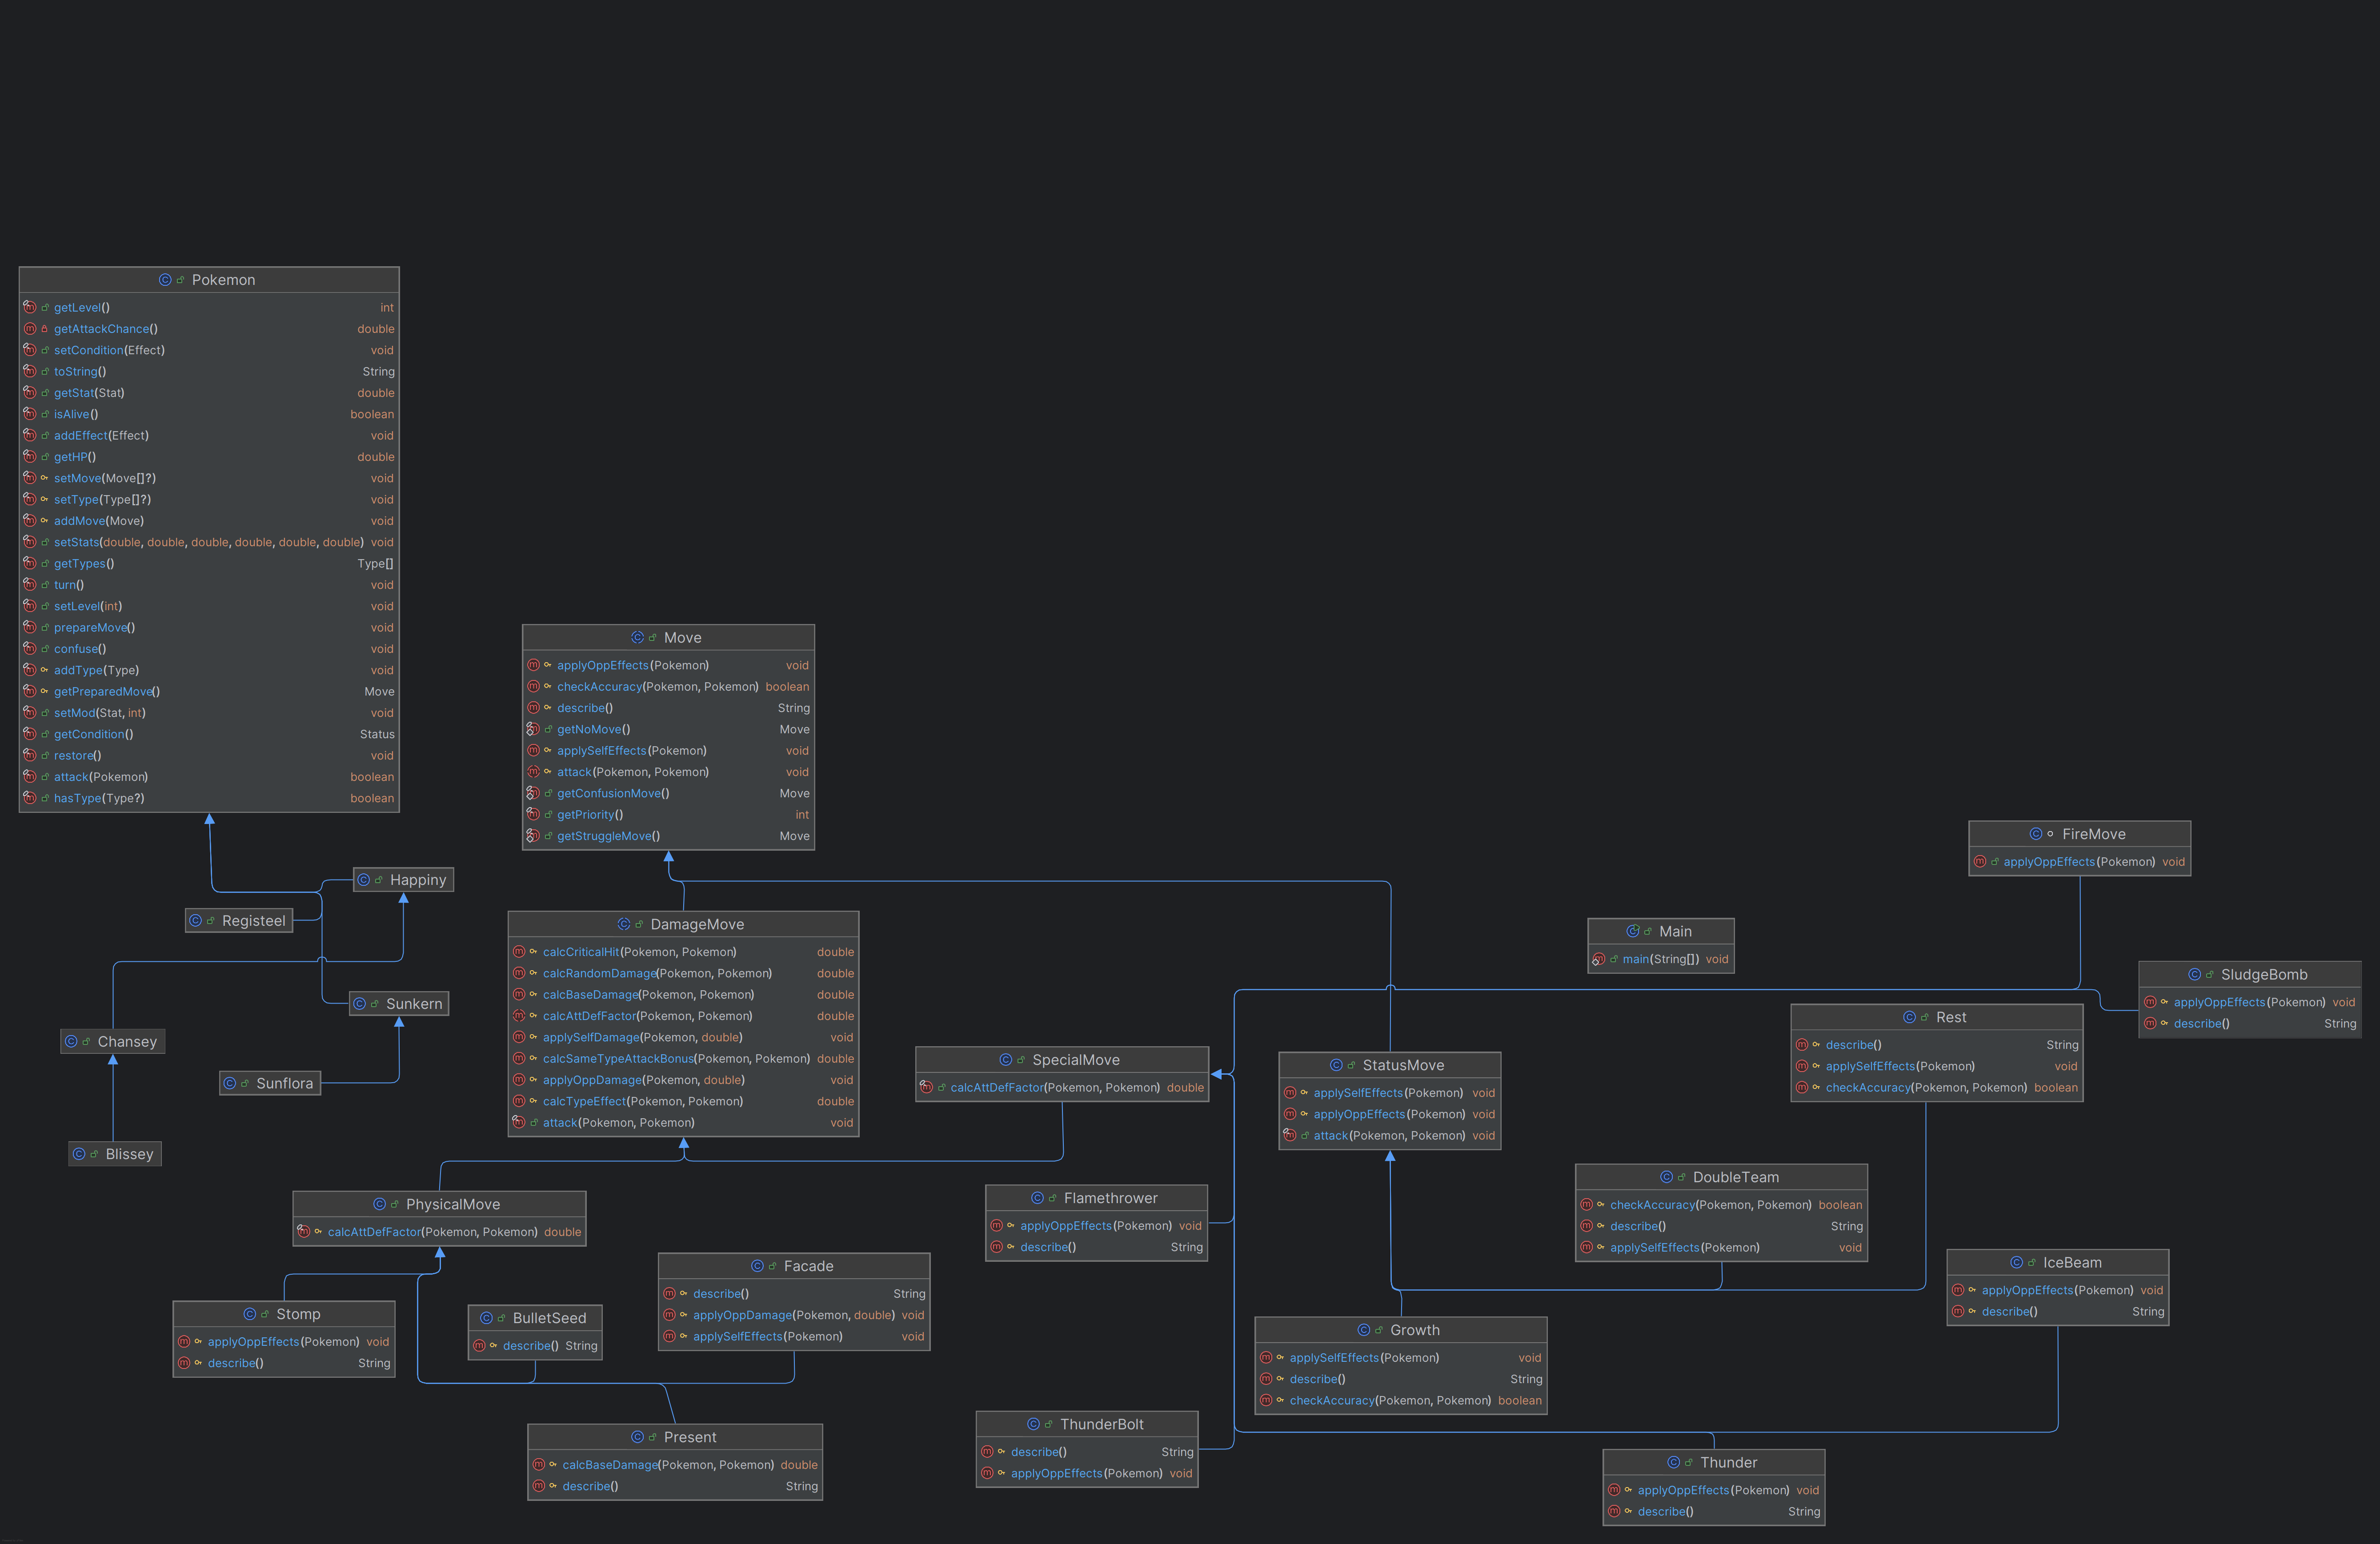 Pokemon
getLevel() int
getAttackChance() double
setCondition(Effect) void
toString() String
getStat(Stat) double
isAlive() boolean
addEffect(Effect) void
getHP() double
setMove(Move[]?) void
setType(Type[]?) void
addMove(Move) void
setStats(double, double, double, double, double, double) void
getTypes() Type[]
turn() void
setLevel(int) void
prepareMove() void
confuse() void
addType(Type) void
getPreparedMove() Move
setMod(Stat, int) void
getCondition() Status
restore() void
attack(Pokemon) boolean
hasType(Type?) boolean
Happiny
Registeel
Sunkern
Chansey
Sunflora
Blissey
Move
applyOppEffects(Pokemon) void
checkAccuracy(Pokemon, Pokemon) boolean
describe() String
getNoMove() Move
applySelfEffects(Pokemon) void
attack(Pokemon, Pokemon) void
getConfusionMove() Move
getPriority() int
getStruggleMove() Move
DamageMove
calcCriticalHit(Pokemon, Pokemon) double
calcRandomDamage(Pokemon, Pokemon) double
calcBaseDamage(Pokemon, Pokemon) double
calcAttDefFactor(Pokemon, Pokemon) double
applySelfDamage(Pokemon, double) void
calcSameTypeAttackBonus(Pokemon, Pokemon) double
applyOppDamage(Pokemon, double) void
calcTypeEffect(Pokemon, Pokemon) double
attack(Pokemon, Pokemon) void
FireMove
applyOppEffects(Pokemon) void
Main
main(String[]) void
SludgeBomb
applyOppEffects(Pokemon) void
describe() String
Rest
describe() String
applySelfEffects(Pokemon) void
checkAccuracy(Pokemon, Pokemon) boolean
SpecialMove
calcAttDefFactor(Pokemon, Pokemon) double
StatusMove
applySelfEffects(Pokemon) void
applyOppEffects(Pokemon) void
attack(Pokemon, Pokemon) void
DoubleTeam
checkAccuracy(Pokemon, Pokemon) boolean
describe() String
applySelfEffects(Pokemon) void
PhysicalMove
calcAttDefFactor(Pokemon, Pokemon) double
Flamethrower
applyOppEffects(Pokemon) void
describe() String
IceBeam
applyOppEffects(Pokemon) void
describe() String
Facade
describe() String
applyOppDamage(Pokemon, double) void
applySelfEffects(Pokemon) void
Stomp
applyOppEffects(Pokemon) void
describe() String
BulletSeed
describe() String
Growth
applySelfEffects(Pokemon) void
describe() String
checkAccuracy(Pokemon, Pokemon) boolean
Present
calcBaseDamage(Pokemon, Pokemon) double
describe() String
ThunderBolt
describe() String
applyOppEffects(Pokemon) void
Thunder
applyOppEffects(Pokemon) void
describe() String